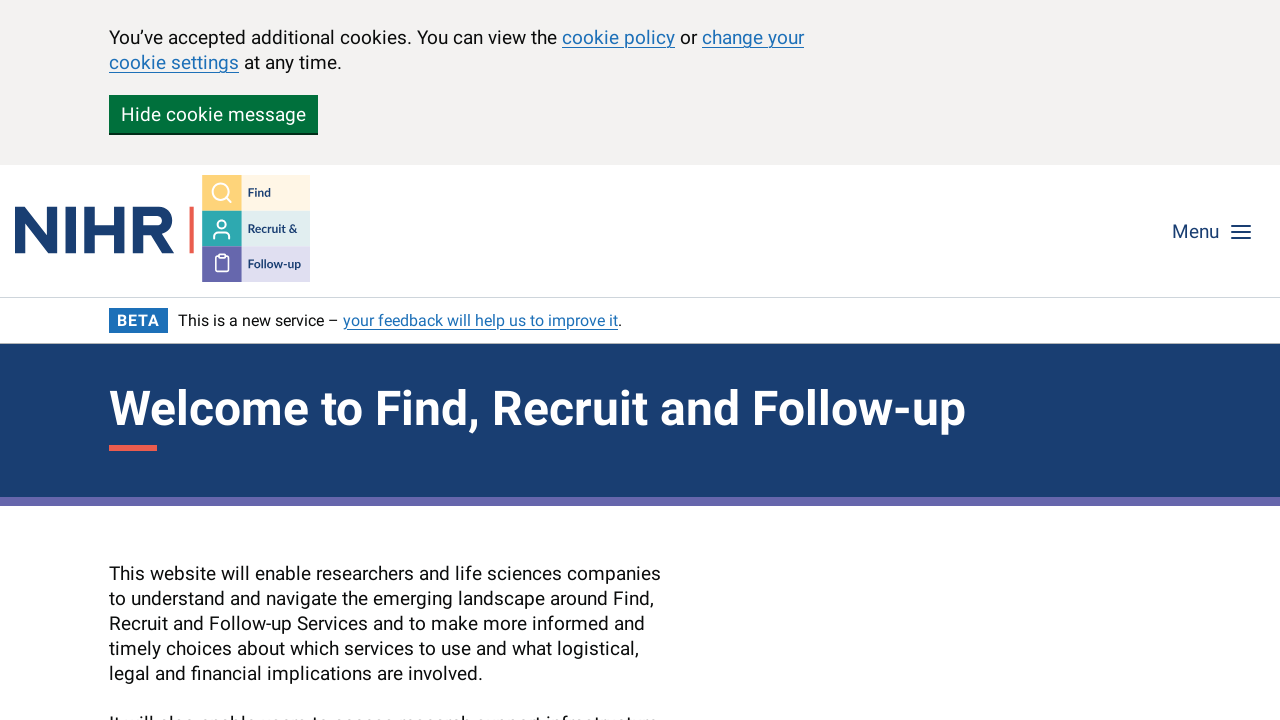 You’ve accepted additional cookies. You can view the cookie policy or change your
cookie settings at any time.
Hide cookie message
NIHR
Find
Recruit &
Follow-up
Menu
BETA This is a new service – your feedback will help us to improve it.
Welcome to Find, Recruit and Follow-up
This website will enable researchers and life sciences companies
to understand and navigate the emerging landscape around Find,
Recruit and Follow-up Services and to make more informed and
timely choices about which services to use and what logistical,
legal and financial implications are involved.